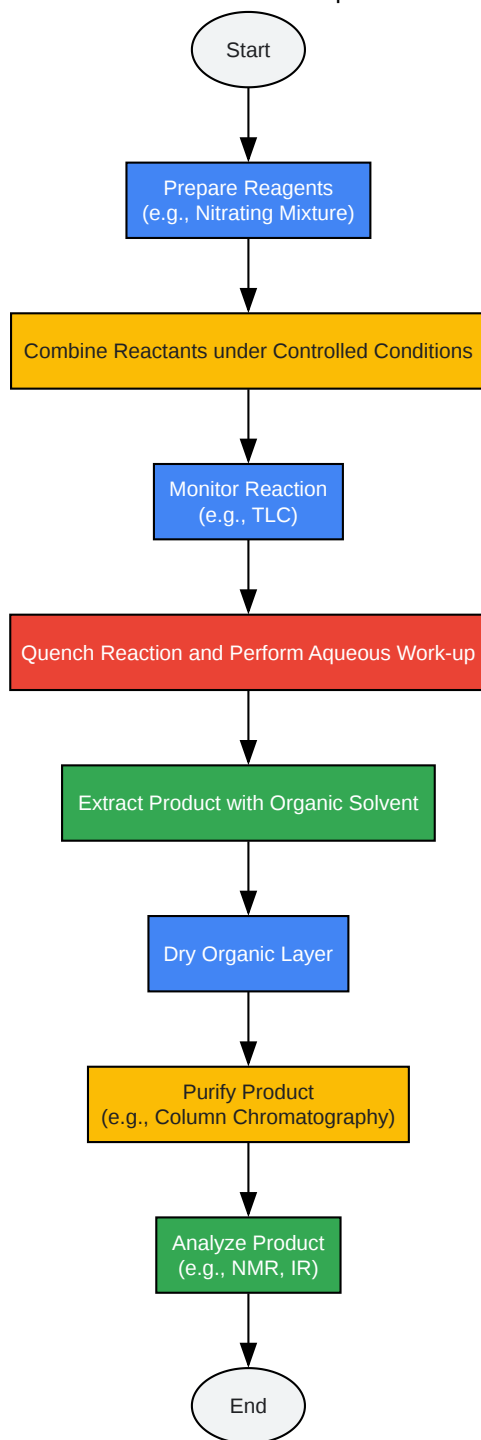 Start
Prepare Reagents
(e.g., Nitrating Mixture)
Combine Reactants under Controlled Conditions
Monitor Reaction
(e.g., TLC)
Quench Reaction and Perform Aqueous Work-up
Extract Product with Organic Solvent
Dry Organic Layer
Purify Product
(e.g., Column Chromatography)
Analyze Product
(e.g., NMR, IR)
End